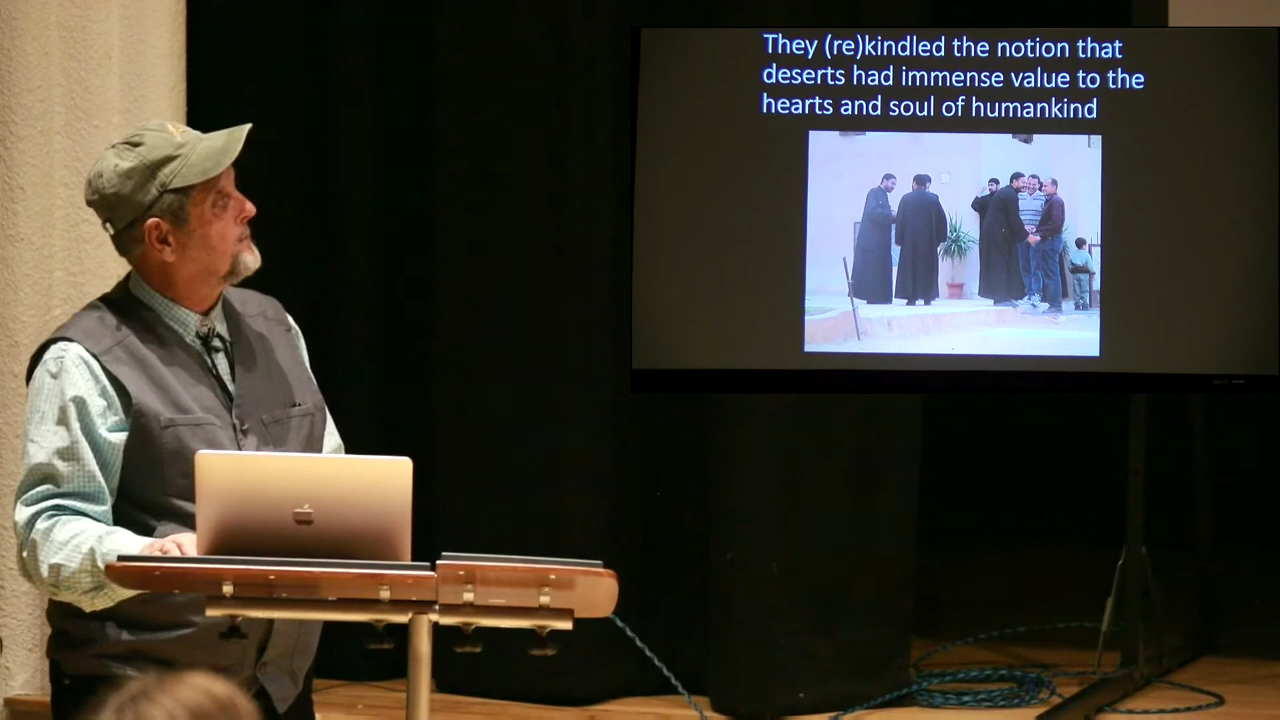 They (re)kindled the notion that
deserts had immense value to the
hearts and soul of humankind